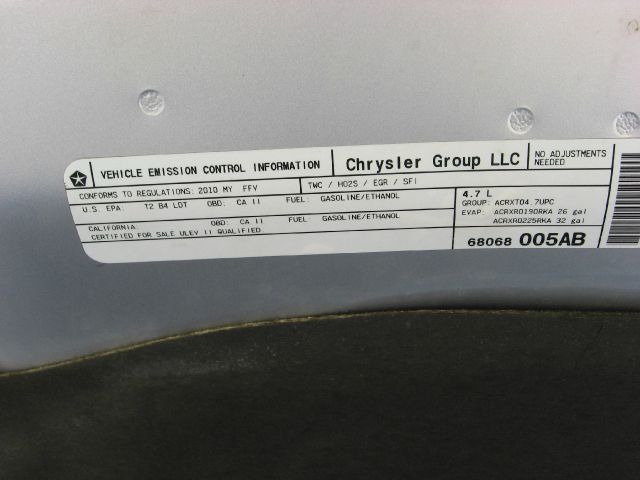 VEHICLE EMISSION CONTROL INFORMATION
Chrysler Group LLC
NO ADJUSTMENTS
NEEDED
CONFORMS TO REGULATIONS: 2010 MY FFV
TWC / HO2S / EGR / SFI
U.S. EPA: T2 B4 LDT OBD: CA II FUEL: GASOLINE/ETHANOL
CALIFORNIA: OBD: CA II FUEL: GASOLINE/ETHANOL
CERTIFIED FOR SALE ULEV II QUALIFIED.
4.7 L
GROUP: ACRXT04.7UPC
EVAP: ACRXR0190RKA 26 gal
ACRXR0225RKA 32 gal
68068 005AB